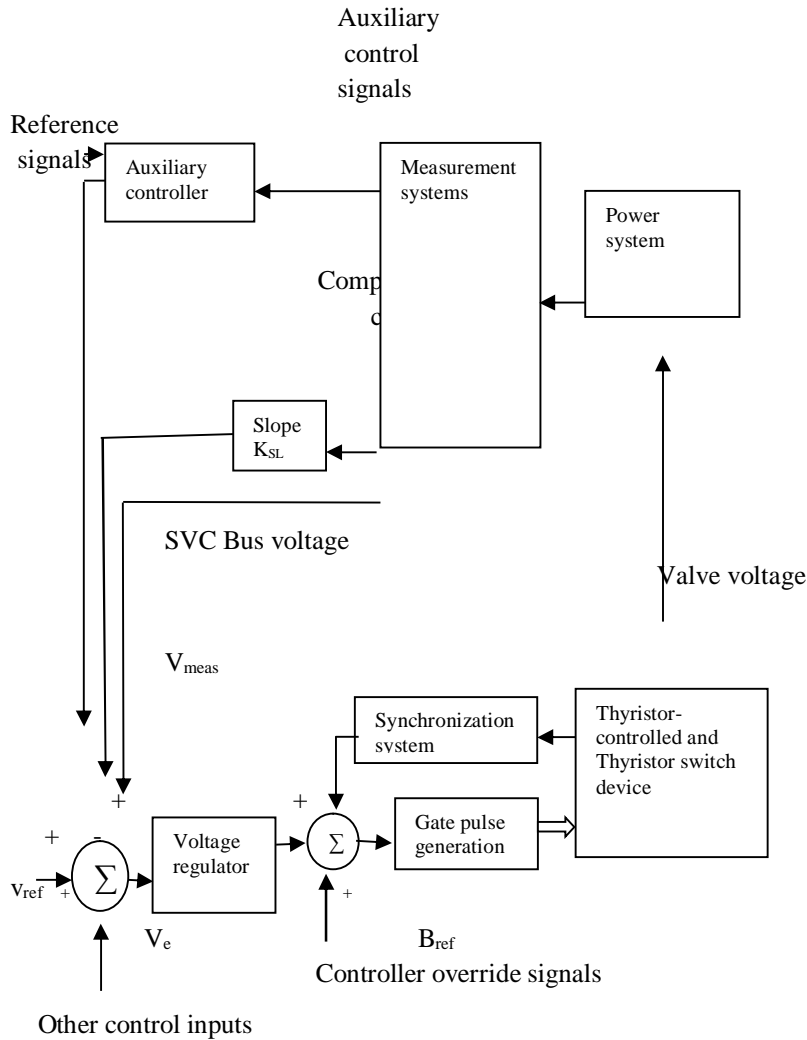 Auxiliary
control
signals
Reference
signals
Auxiliary
controller
Measurement
systems
Power
system
Comp
c
Slope
K_SL
SVC Bus voltage
Valve voltage
V_meas
Synchronization
system
Thyristor-
controlled and
Thyristor switch
device
+
+
+
-
Voltage
regulator
Σ
Gate pulse
generation
Σ
v_ref
+
+
V_e
B_ref
Controller override signals
Other control inputs